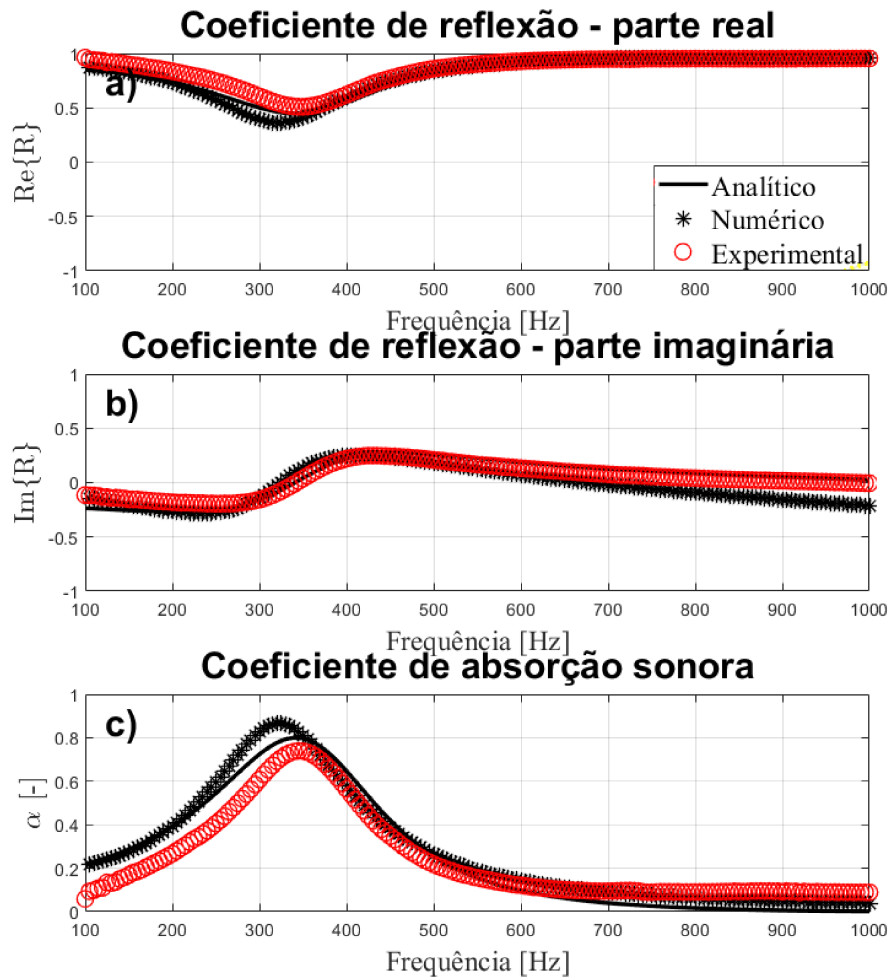 Coeficiente de reflexão - parte real
a)
Re{R}
1
0.5
0
-0.5
-1
Analítico
Numérico
Experimental
100 200 300 400 500 600 700 800 900 1000
Frequência [Hz]
Coeficiente de reflexão - parte imaginária
b)
Im{R}
1
0.5
0
-0.5
-1
100 200 300 400 500 600 700 800 900 1000
Frequência [Hz]
Coeficiente de absorção sonora
c)
α [-]
1
0.8
0.6
0.4
0.2
0
100 200 300 400 500 600 700 800 900 1000
Frequência [Hz]